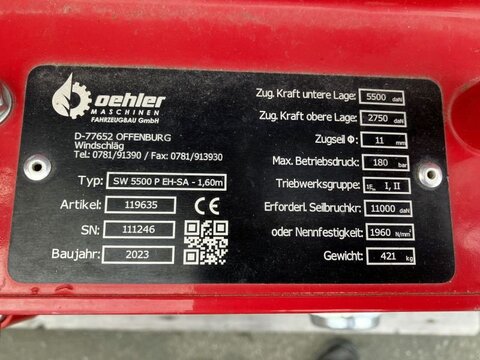 oehler
MASCHINEN
FAHRZEUGBAU GmbH
D-77652 OFFENBURG
Windschläg
Tel.: 0781/91390 / Fax: 0781/913930
Typ: SW 5500 P EH-SA - 1,60m
Artikel: 119635
SN: 111246
Baujahr: 2023
CE
Zug. Kraft untere Lage: 5500 daN
Zug. Kraft obere Lage: 2750 daN
Zugseil Φ: 11 mm
Max. Betriebsdruck: 180 bar
Triebwerksgruppe: 1Em I, II
Erforderl. Seilbruchkr: 11000 daN
oder Nennfestigkeit: 1960 N/mm²
Gewicht: 421 kg